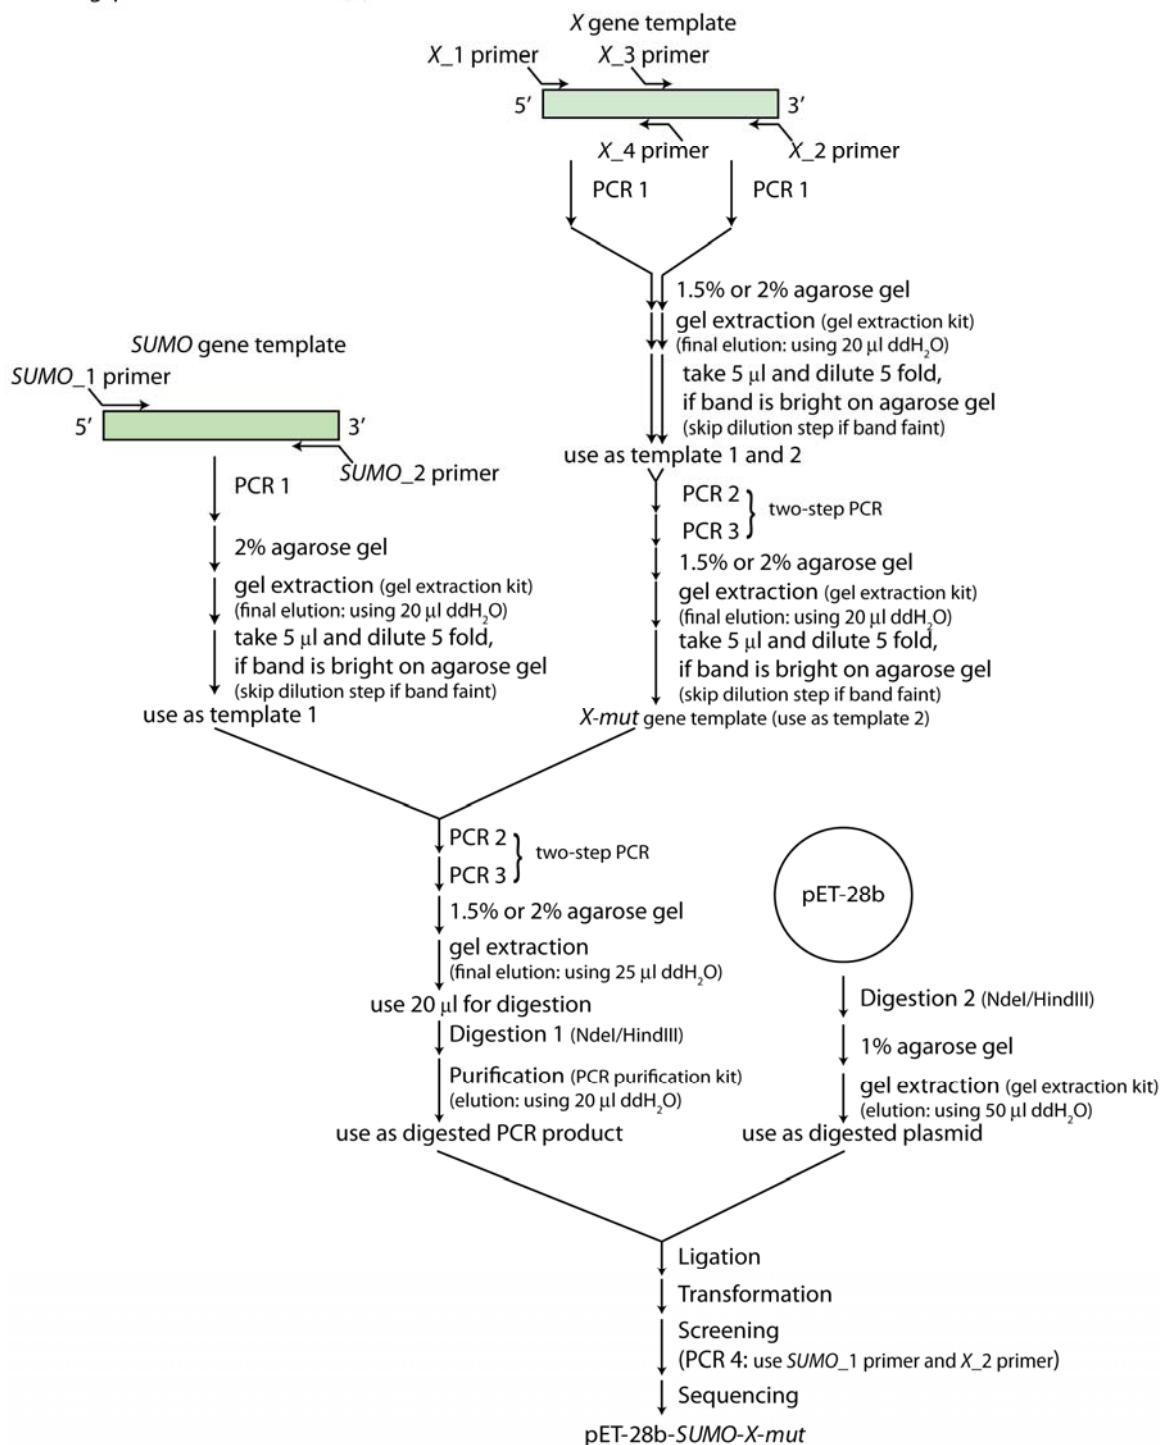 X gene template
X_1 primer
X_3 primer
5′
3′
X_4 primer
X_2 primer
PCR 1
PCR 1
1.5% or 2% agarose gel
gel extraction (gel extraction kit)
(final elution: using 20 µl ddH₂O)
take 5 µl and dilute 5 fold,
if band is bright on agarose gel
(skip dilution step if band faint)
use as template 1 and 2
PCR 2
PCR 3
two-step PCR
1.5% or 2% agarose gel
gel extraction (gel extraction kit)
(final elution: using 20 µl ddH₂O)
take 5 µl and dilute 5 fold,
if band is bright on agarose gel
(skip dilution step if band faint)
X-mut gene template (use as template 2)
SUMO gene template
SUMO_1 primer
5′
3′
SUMO_2 primer
PCR 1
2% agarose gel
gel extraction (gel extraction kit)
(final elution: using 20 µl ddH₂O)
take 5 µl and dilute 5 fold,
if band is bright on agarose gel
(skip dilution step if band faint)
use as template 1
PCR 2
PCR 3
two-step PCR
1.5% or 2% agarose gel
gel extraction
(final elution: using 25 µl ddH₂O)
use 20 µl for digestion
Digestion 1 (NdeI/HindIII)
Purification (PCR purification kit)
(elution: using 20 µl ddH₂O)
use as digested PCR product
pET-28b
Digestion 2 (NdeI/HindIII)
1% agarose gel
gel extraction (gel extraction kit)
(elution: using 50 µl ddH₂O)
use as digested plasmid
Ligation
Transformation
Screening
(PCR 4: use SUMO_1 primer and X_2 primer)
Sequencing
pET-28b-SUMO-X-mut